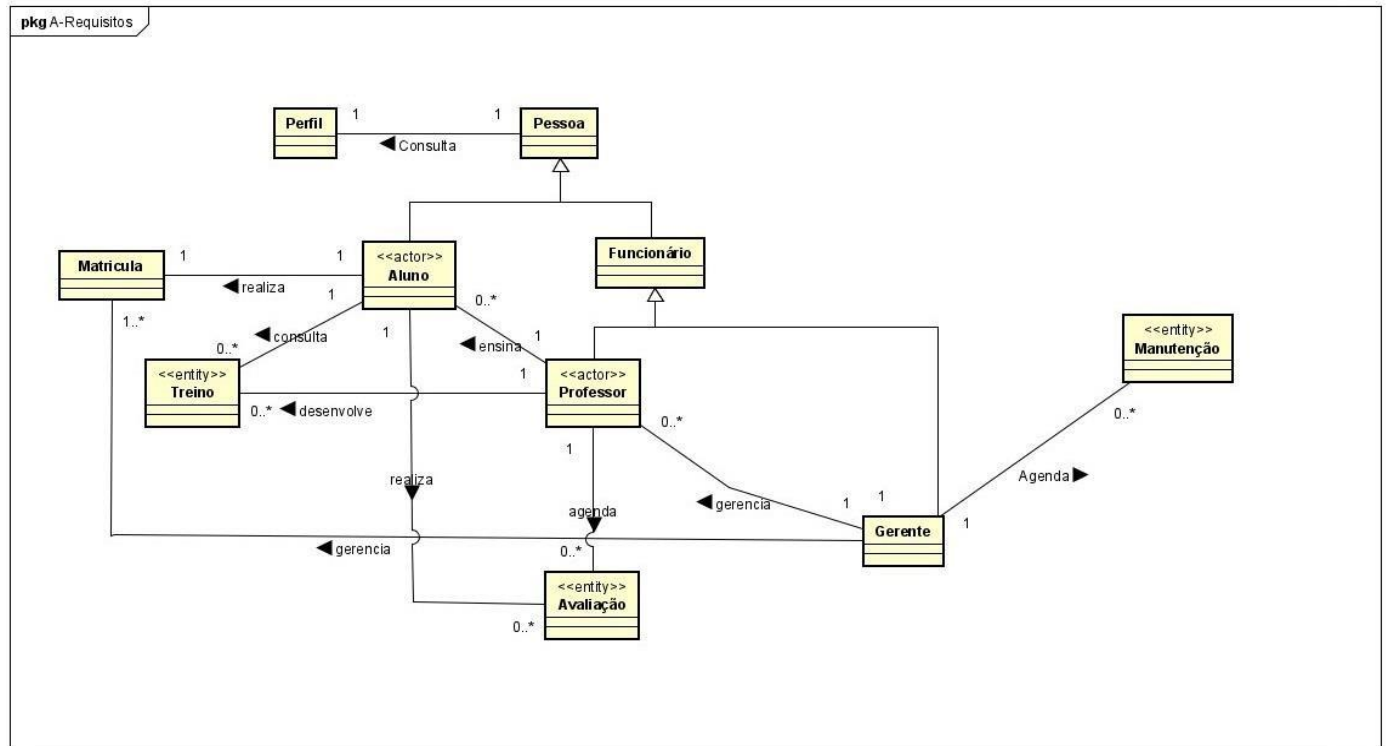 pkg A-Requisitos
Perfil
1
1
Consulta
Pessoa
Matricula
1
1
realiza
<<actor>>
Aluno
Funcionário
1..*
1
consulta
0..*
1
0..*
ensina
1
<<entity>>
Treino
0..*
desenvolve
1
<<actor>>
Professor
<<entity>>
Manutenção
0..*
0..*
1
realiza
agenda
gerencia
1
1
Agenda
1
Gerente
gerencia
0..*
<<entity>>
Avaliação
0..*